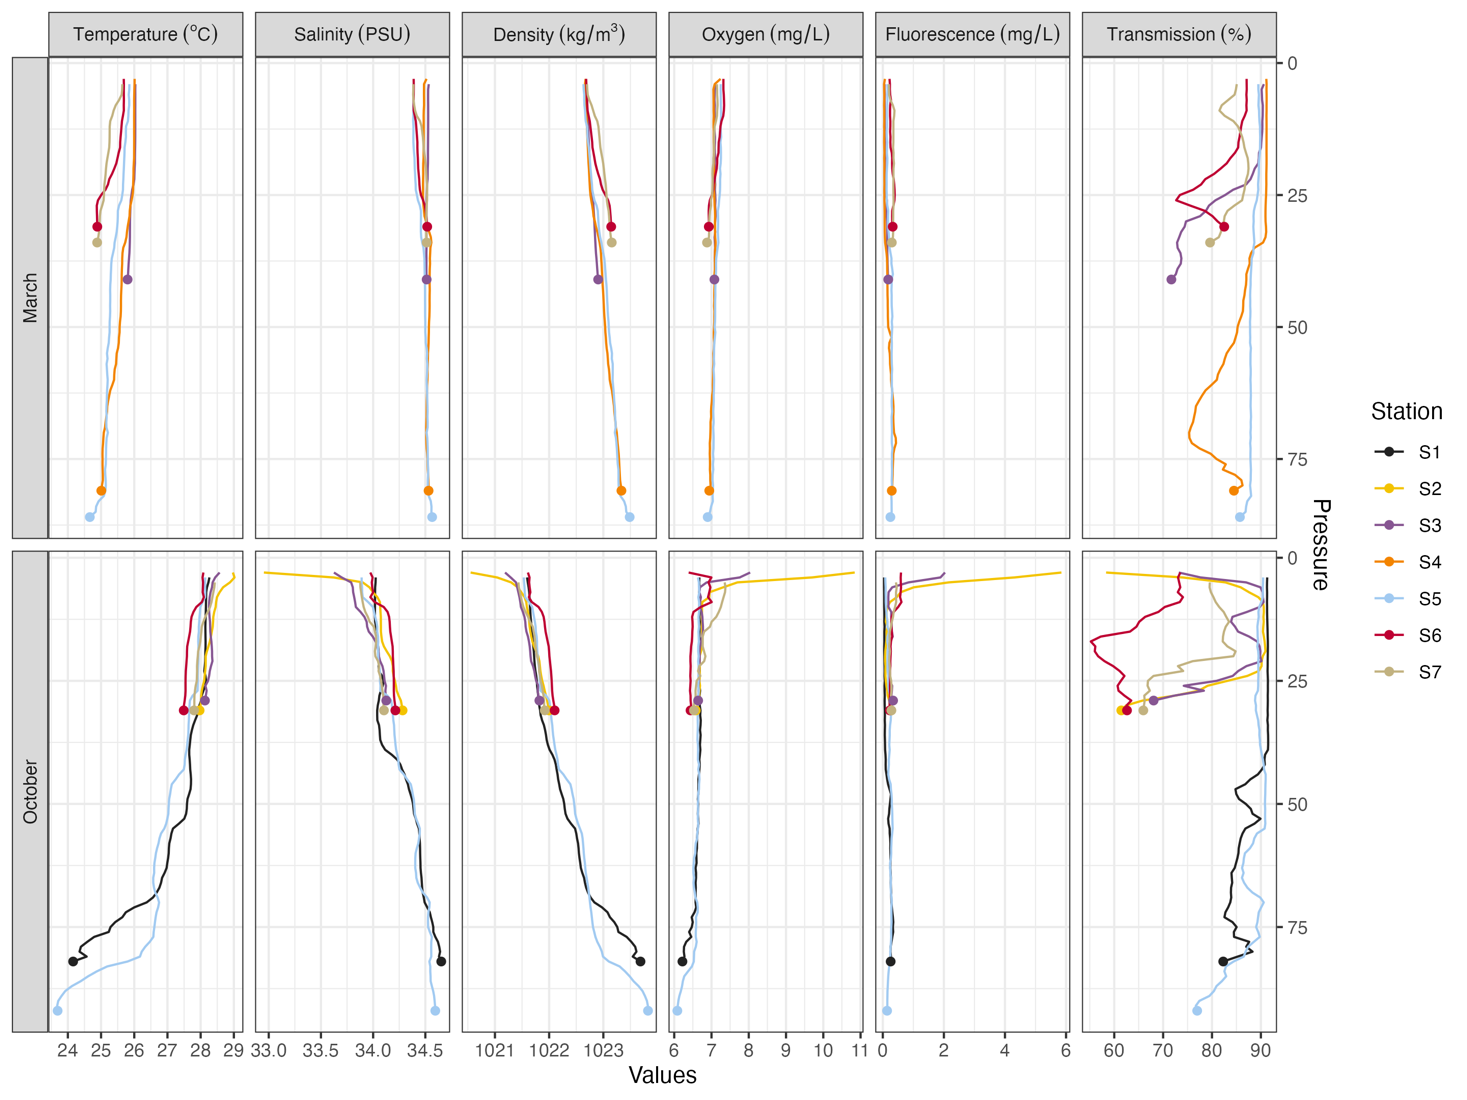 Temperature (°C) Salinity (PSU) Density (kg/m³) Oxygen (mg/L) Fluorescence (mg/L) Transmission (%)
March
0
25
50
75
October
0
25
50
75
Pressure
24 25 26 27 28 29 33.0 33.5 34.0 34.5 1021 1022 1023 6 7 8 9 10 11 0 2 4 6 60 70 80 90
Values
Station
S1
S2
S3
S4
S5
S6
S7